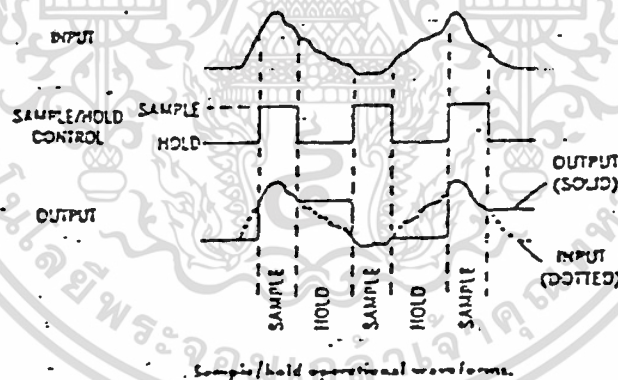 INPUT
SAMPLE/HOLD
CONTROL
SAMPLE
HOLD
OUTPUT
OUTPUT
(SOLID)
INPUT
(DOTTED)
SAMPLE
HOLD
SAMPLE
HOLD
SAMPLE
Sample/hold operational waveforms.